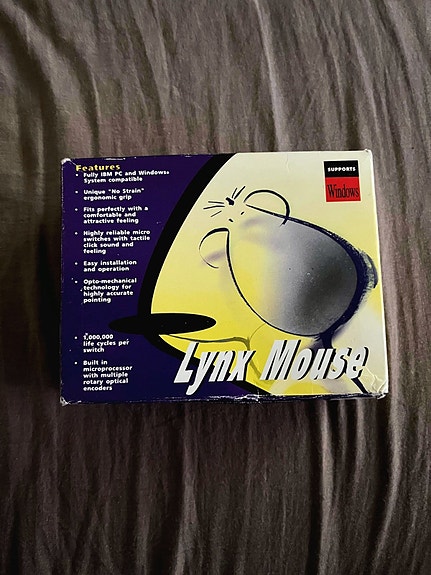 Features
• Fully IBM PC and Windows®
System compatible
• Unique "No Strain"
ergonomic grip
• Fits perfectly with a
comfortable and
attractive feeling
• Highly reliable micro
switches with tactile
click sound and
feeling
• Easy installation
and operation
• Opto-mechanical
technology for
highly accurate
pointing
• 1,000,000
life cycles per
switch
• Built in
microprocessor
with multiple
rotary optical
encoders
SUPPORTS
Windows
Lynx Mouse